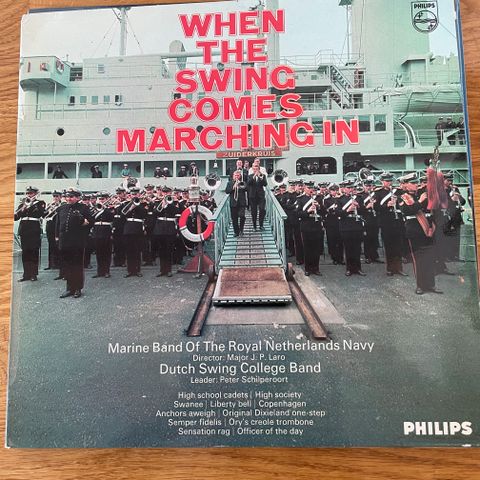 WHEN
THE
SWING
COMES
MARCHING IN
PHILIPS
ZUIDERKRUIS
Marine Band Of The Royal Netherlands Navy
Director: Major J. P. Laro
Dutch Swing College Band
Leader: Peter Schilperoort
High school cadets | High society
Swanee | Liberty bell | Copenhagen
Anchors aweigh | Original Dixieland one-step
Semper fidelis | Ory's creole trombone
Sensation rag | Officer of the day
PHILIPS